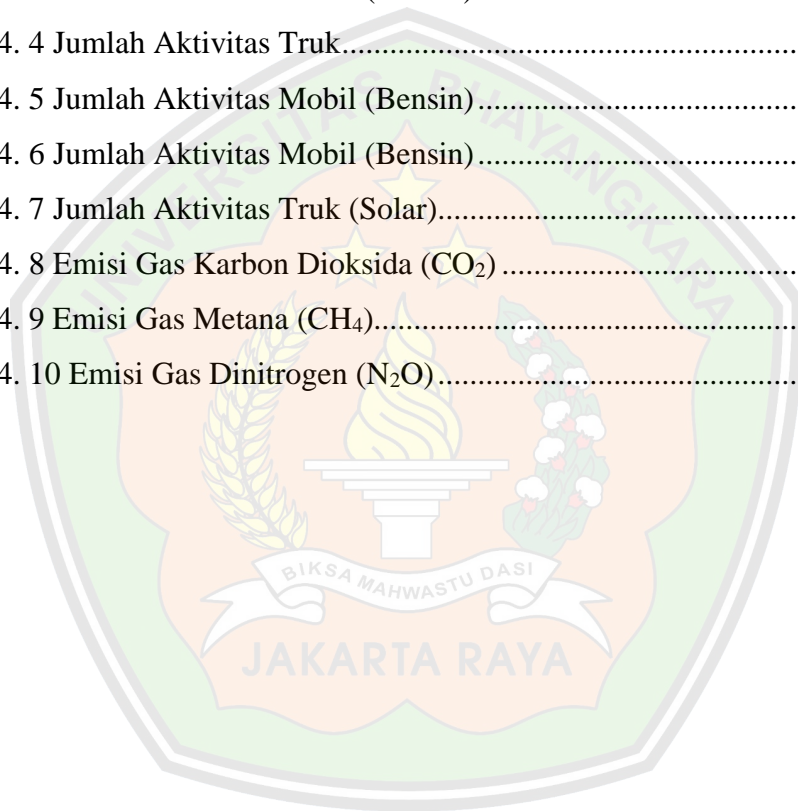 4. 4 Jumlah Aktivitas Truk.......................................................
4. 5 Jumlah Aktivitas Mobil (Bensin)......................................
4. 6 Jumlah Aktivitas Mobil (Bensin)......................................
4. 7 Jumlah Aktivitas Truk (Solar)...........................................
4. 8 Emisi Gas Karbon Dioksida (CO₂)...................................
4. 9 Emisi Gas Metana (CH₄)...................................................
4. 10 Emisi Gas Dinitrogen (N₂O)...........................................
UNIVERSITAS BHAYANGKARA
BIKSA MAHWASTU DASI
JAKARTA RAYA